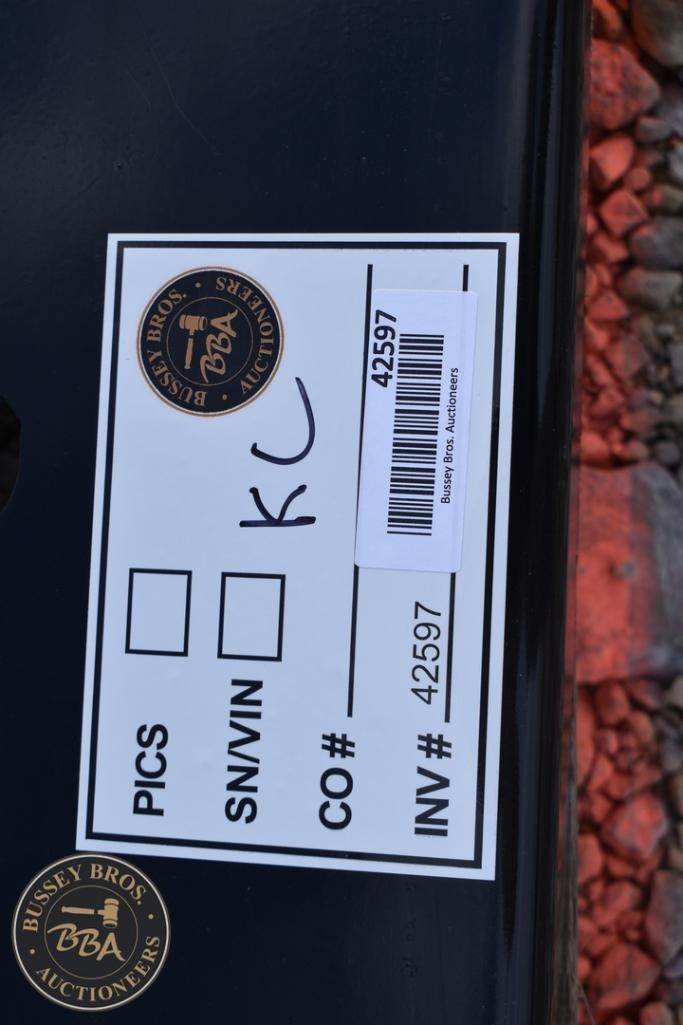 BUSSEY BROS. AUCTIONEERS
BBA
PICS
SN/VIN
KC
CO #
42597
Bussey Bros. Auctioneers
INV # 42597
BUSSEY BROS.
BBA
AUCTIONEERS